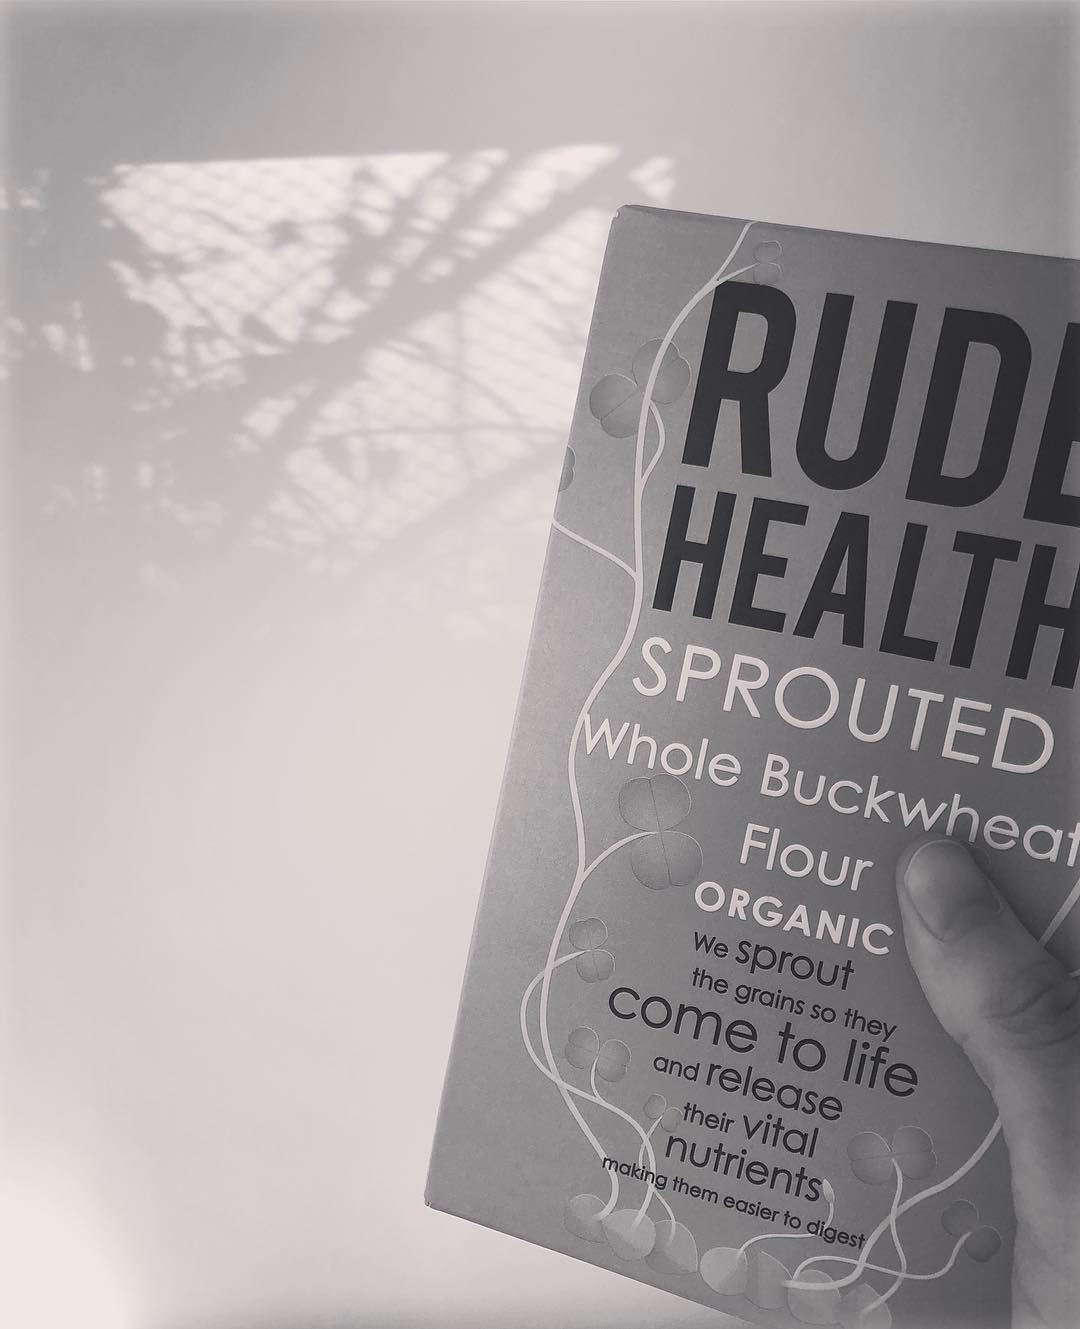 RUDE
HEALTH
SPROUTED
Whole Buckwheat
Flour
ORGANIC
We sprout
the grains so they
come to life
and release
their vital
nutrients
making them easier to digest